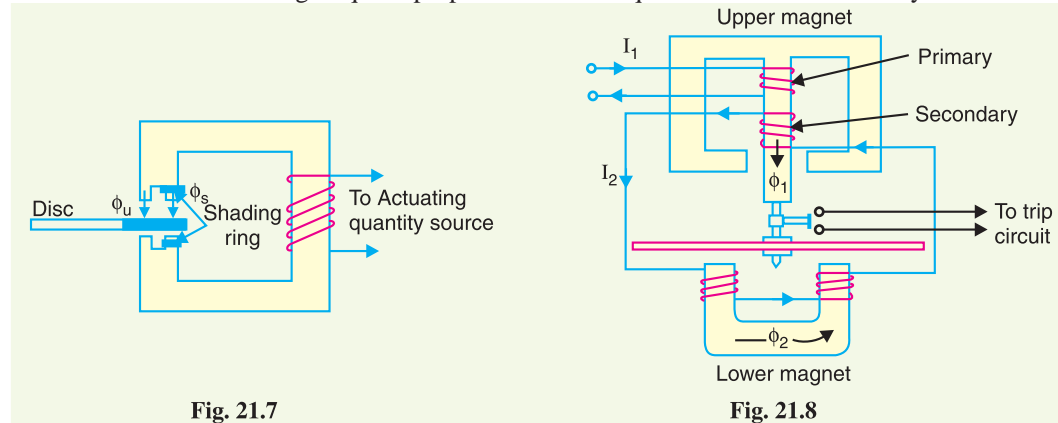 Upper magnet
I1
Primary
Secondary
I2
ϕ1
To trip
circuit
ϕ2
Lower magnet
Disc
ϕu
ϕs
Shading
ring
To Actuating
quantity source
Fig. 21.7
Fig. 21.8